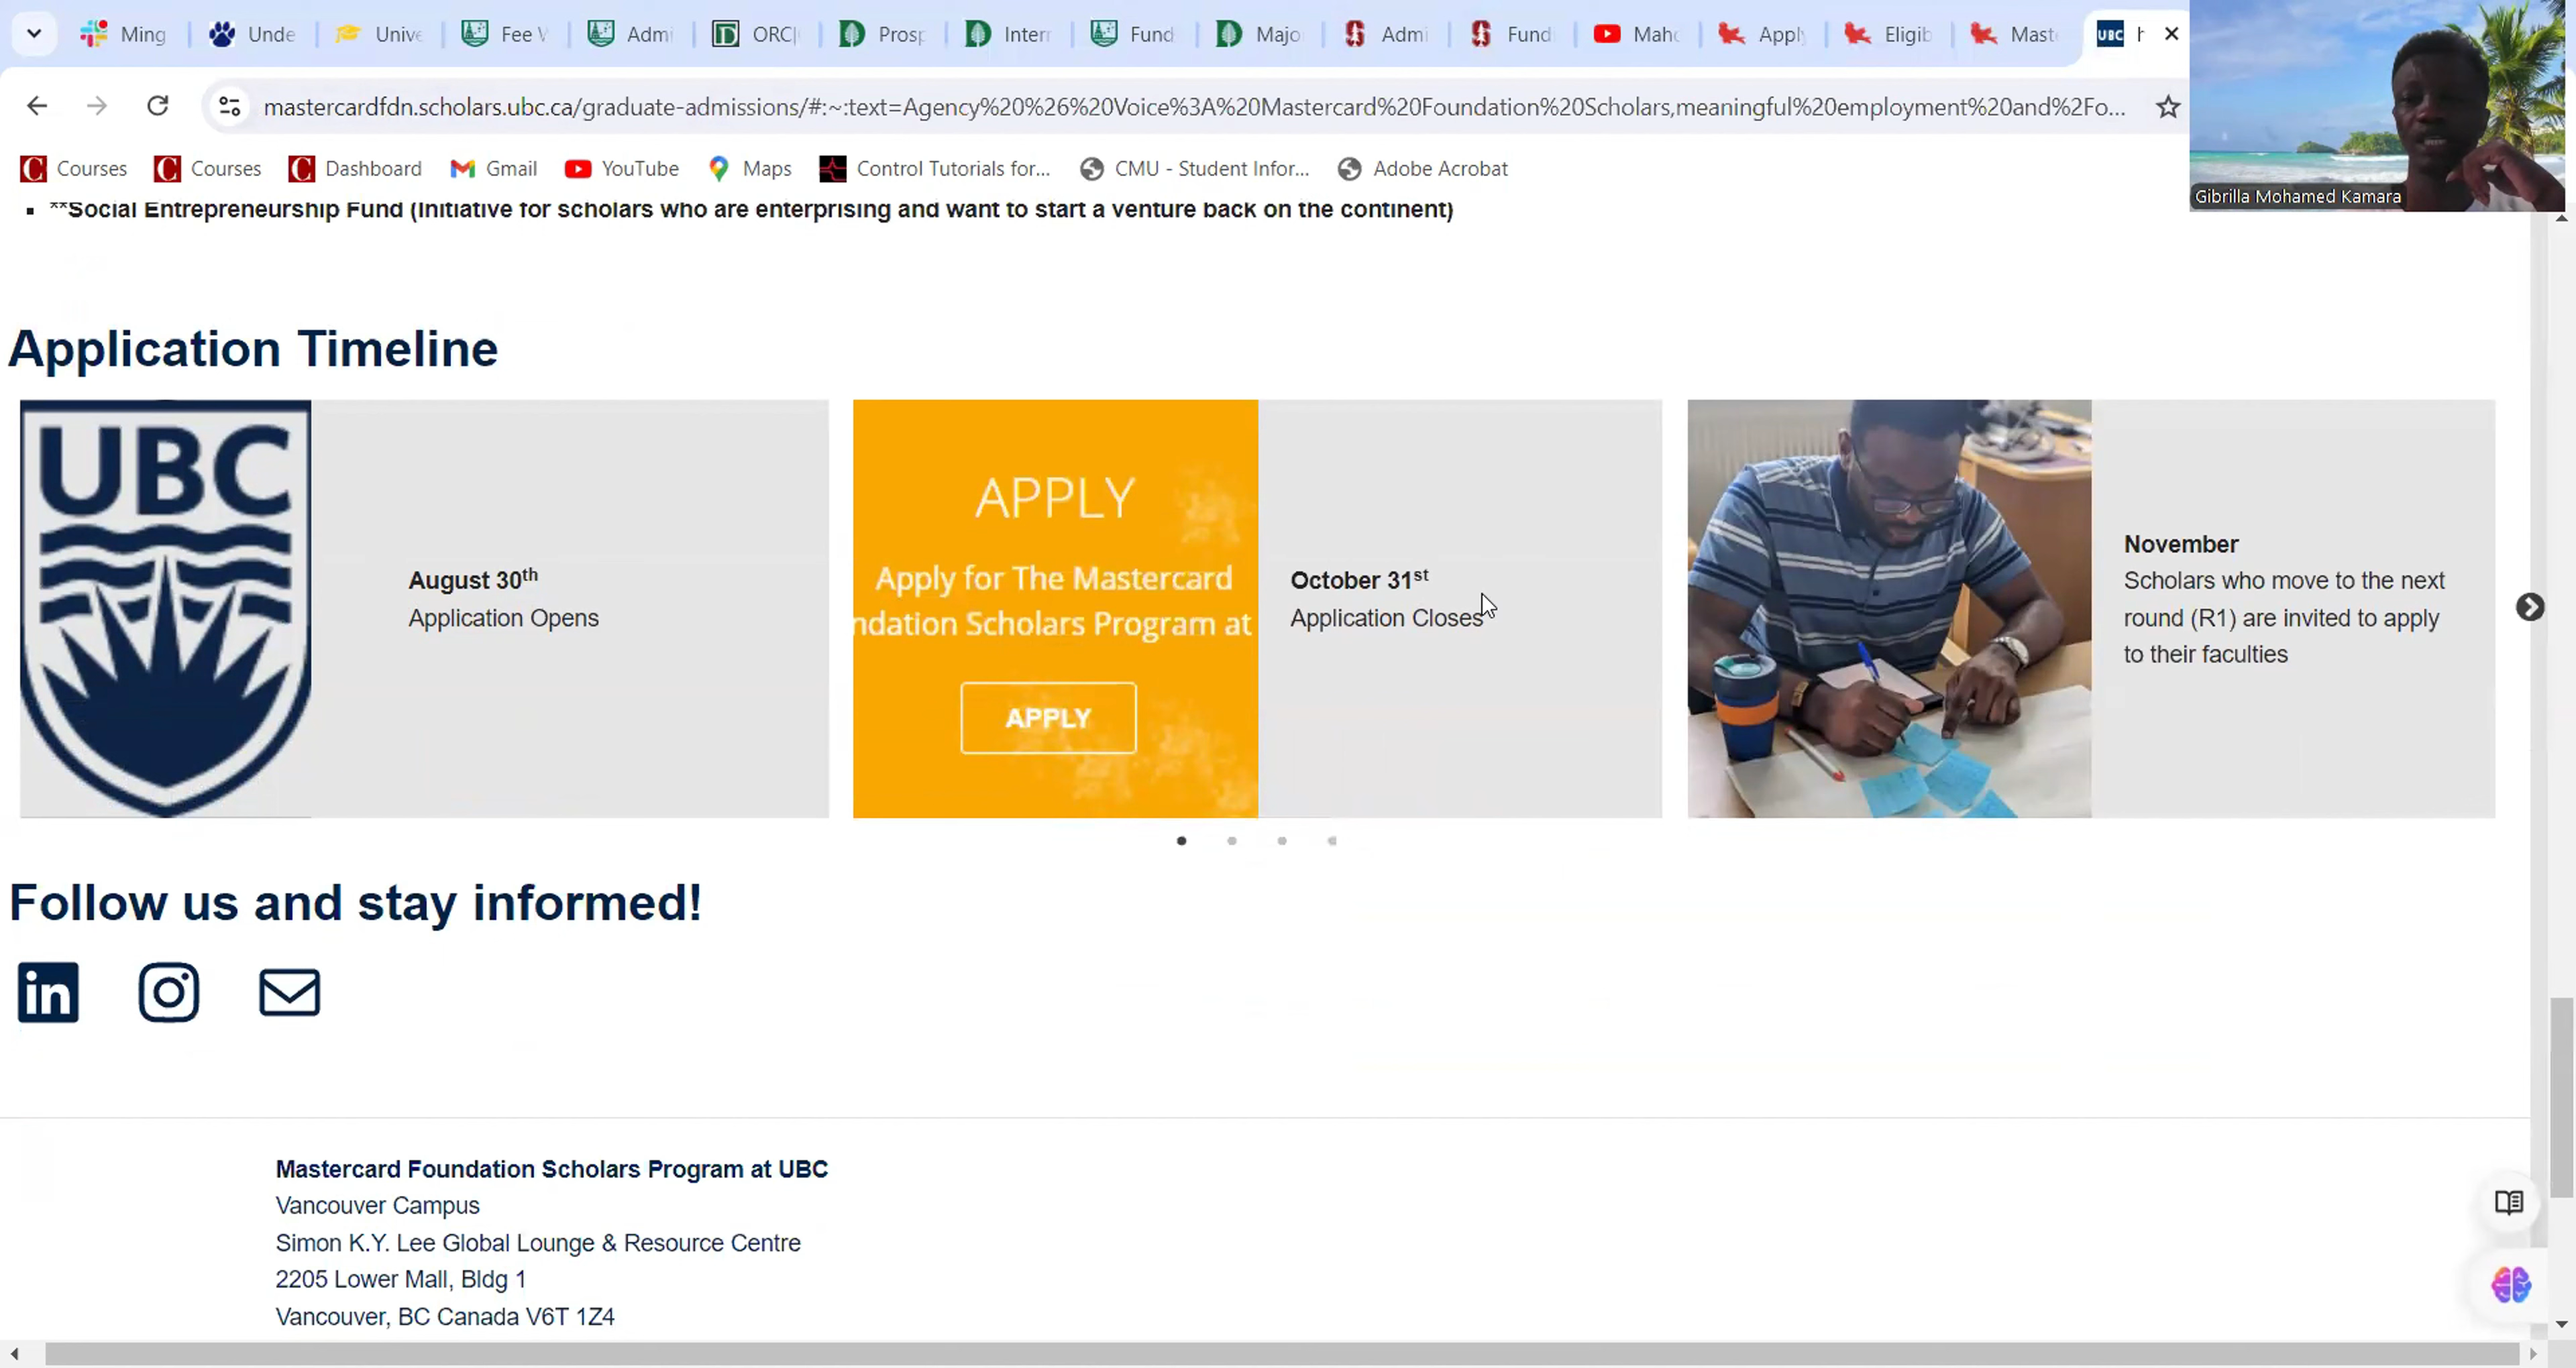 Ming
Unde
Unive
Fee V
Admi
ORC|
Prosp
Intern
Fund
Majo
Admi
Fund
Maho
Apply
Eligib
Mast
UBC
h
mastercardfdn.scholars.ubc.ca/graduate-admissions/#:~:text=Agency%20%26%20Voice%3A%20Mastercard%20Foundation%20Scholars,meaningful%20employment%20and%2Fo...
Courses
Courses
Dashboard
Gmail
YouTube
Maps
Control Tutorials for...
CMU - Student Infor...
Adobe Acrobat
Gibrilla Mohamed Kamara
**Social Entrepreneurship Fund (Initiative for scholars who are enterprising and want to start a venture back on the continent)
Application Timeline
UBC
August 30th
Application Opens
APPLY
Apply for The Mastercard
ndation Scholars Program at
APPLY
October 31st
Application Closes
November
Scholars who move to the next
round (R1) are invited to apply
to their faculties
Follow us and stay informed!
in
Mastercard Foundation Scholars Program at UBC
Vancouver Campus
Simon K.Y. Lee Global Lounge & Resource Centre
2205 Lower Mall, Bldg 1
Vancouver, BC Canada V6T 1Z4